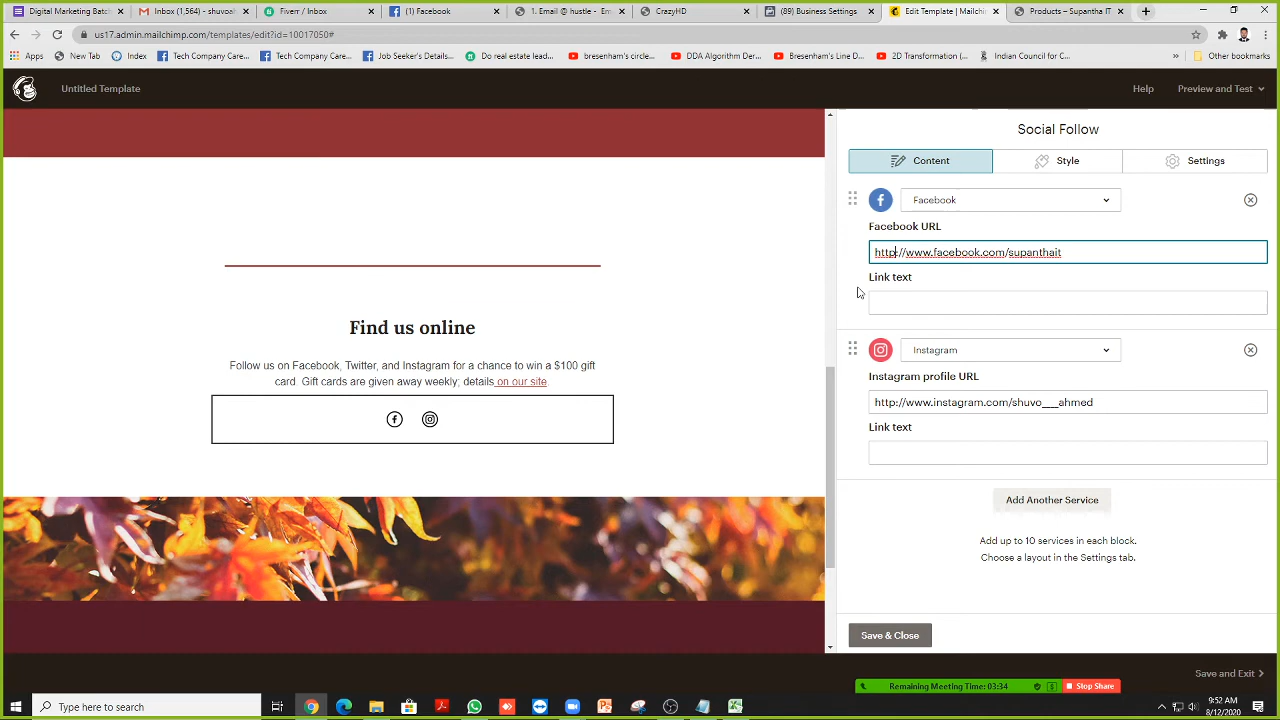 Digital Marketing Batch
Inbox (1,564) - shuvoal
Fiverr / Inbox
(1) Facebook
1. Email @ hustle - Em
CrazyHD
(89) Business Settings
Edit Template | Mailchim
Products – Supantha IT
us17.admin.mailchimp.com/templates/edit?id=10017050#
Apps
New Tab
Index
Tech Company Care...
Tech Company Care...
Job Seeker's Details...
Do real estate lead...
bresenham's circle...
DDA Algorithm Der...
Bresenham's Line D...
2D Transformation (...
Indian Country Co...
Other bookmarks
Untitled Template
Help
Preview and Test
Social Follow
Content
Style
Settings
Facebook
Facebook URL
http://www.facebook.com/supanthait
Link text
Find us online
Follow us on Facebook, Twitter, and Instagram for a chance to win a $100 gift
card. Gift cards are given away weekly; details on our site.
Instagram
Instagram profile URL
http://www.instagram.com/shuvo___ahmed
Link text
Add Another Service
Add up to 10 services in each block.
Choose a layout in the Settings tab.
Save & Close
Save and Exit
Remaining Meeting Time: 03:34
Stop Share
Type here to search
9:52 AM
8/12/2020